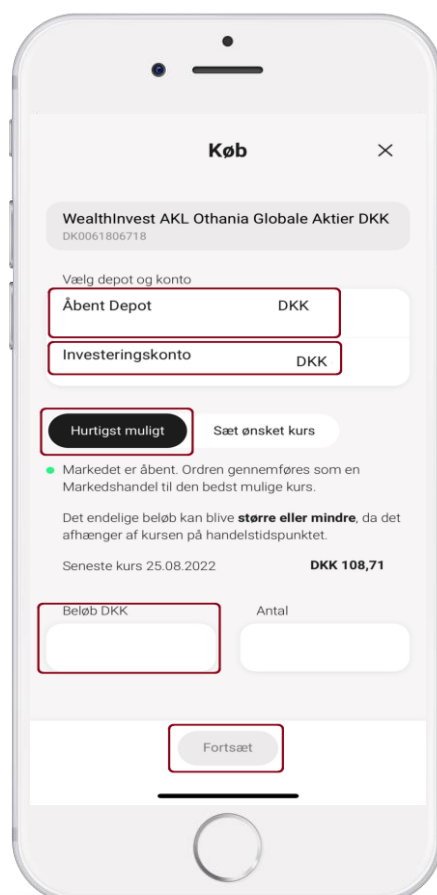 Køb
WealthInvest AKL Othania Globale Aktier DKK
DK0061806718
Vælg depot og konto
Åbent Depot DKK
Investeringskonto DKK
Hurtigst muligt Sæt ønsket kurs
Markedet er åbent. Ordren gennemføres som en
Markedshandel til den bedst mulige kurs.
Det endelige beløb kan blive større eller mindre, da det
afhænger af kursen på handelstidspunktet.
Seneste kurs 25.08.2022 DKK 108,71
Beløb DKK Antal
Fortsæt